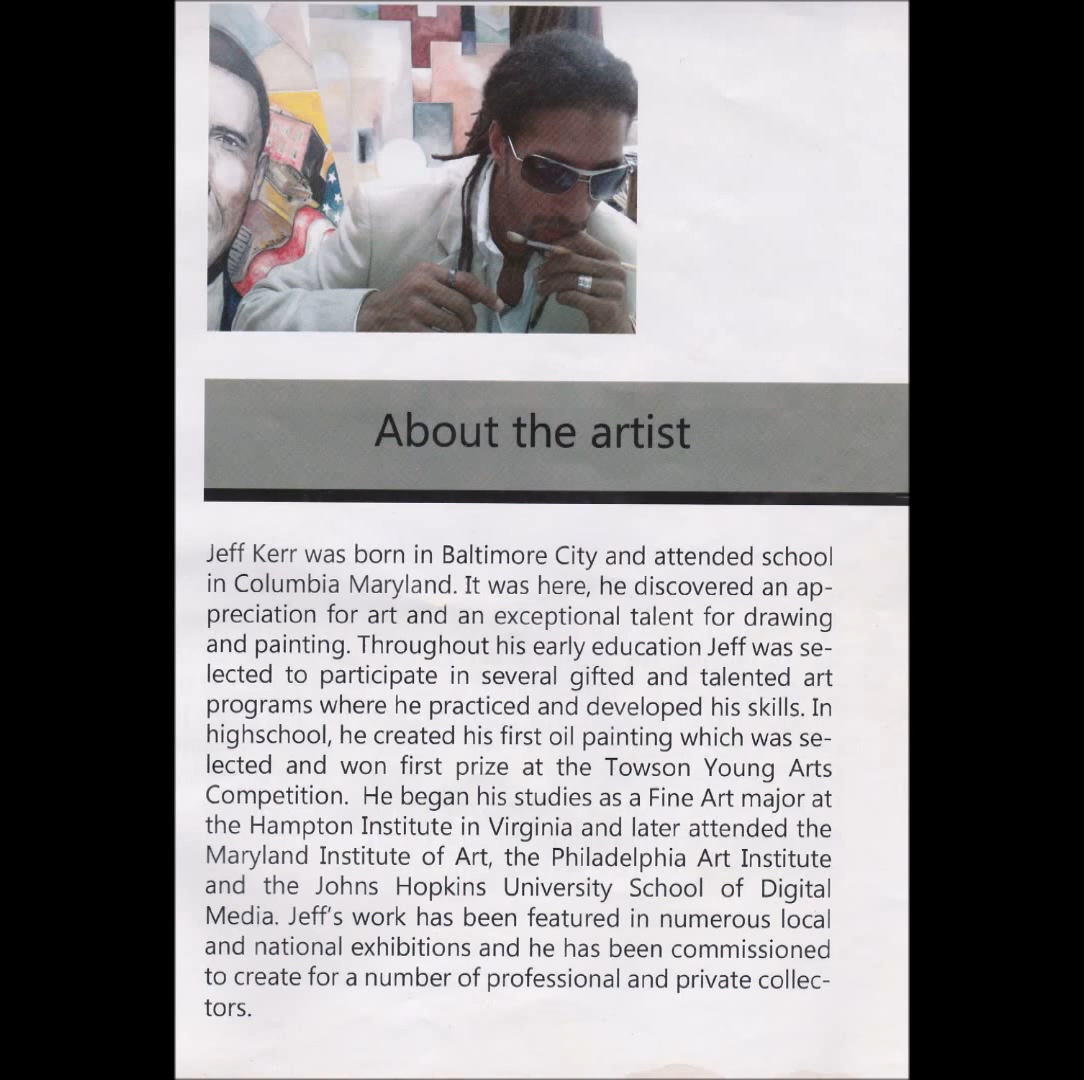 About the artist
Jeff Kerr was born in Baltimore City and attended school
in Columbia Maryland. It was here, he discovered an ap-
preciation for art and an exceptional talent for drawing
and painting. Throughout his early education Jeff was se-
lected to participate in several gifted and talented art
programs where he practiced and developed his skills. In
highschool, he created his first oil painting which was se-
lected and won first prize at the Towson Young Arts
Competition. He began his studies as a Fine Art major at
the Hampton Institute in Virginia and later attended the
Maryland Institute of Art, the Philadelphia Art Institute
and the Johns Hopkins University School of Digital
Media. Jeff's work has been featured in numerous local
and national exhibitions and he has been commissioned
to create for a number of professional and private collec-
tors.